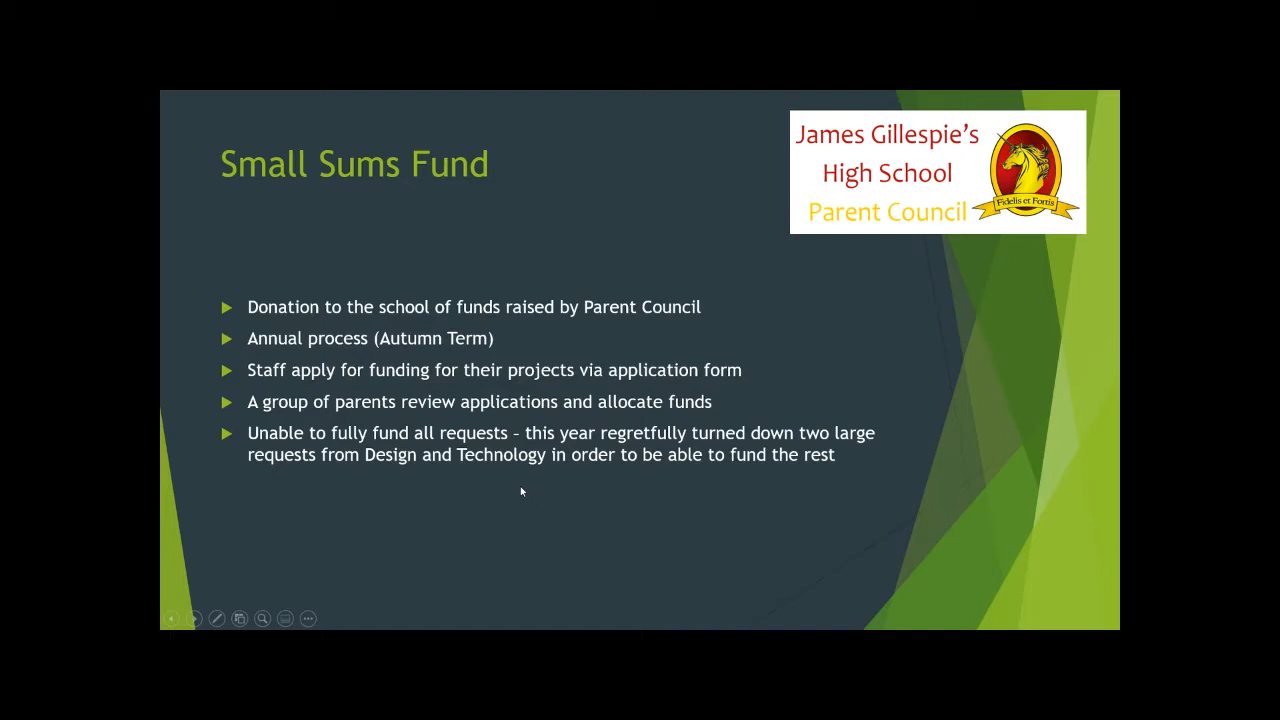 Small Sums Fund
James Gillespie's
High School
Parent Council
Fidelis et Fortis
Donation to the school of funds raised by Parent Council
Annual process (Autumn Term)
Staff apply for funding for their projects via application form
A group of parents review applications and allocate funds
Unable to fully fund all requests – this year regretfully turned down two large
requests from Design and Technology in order to be able to fund the rest